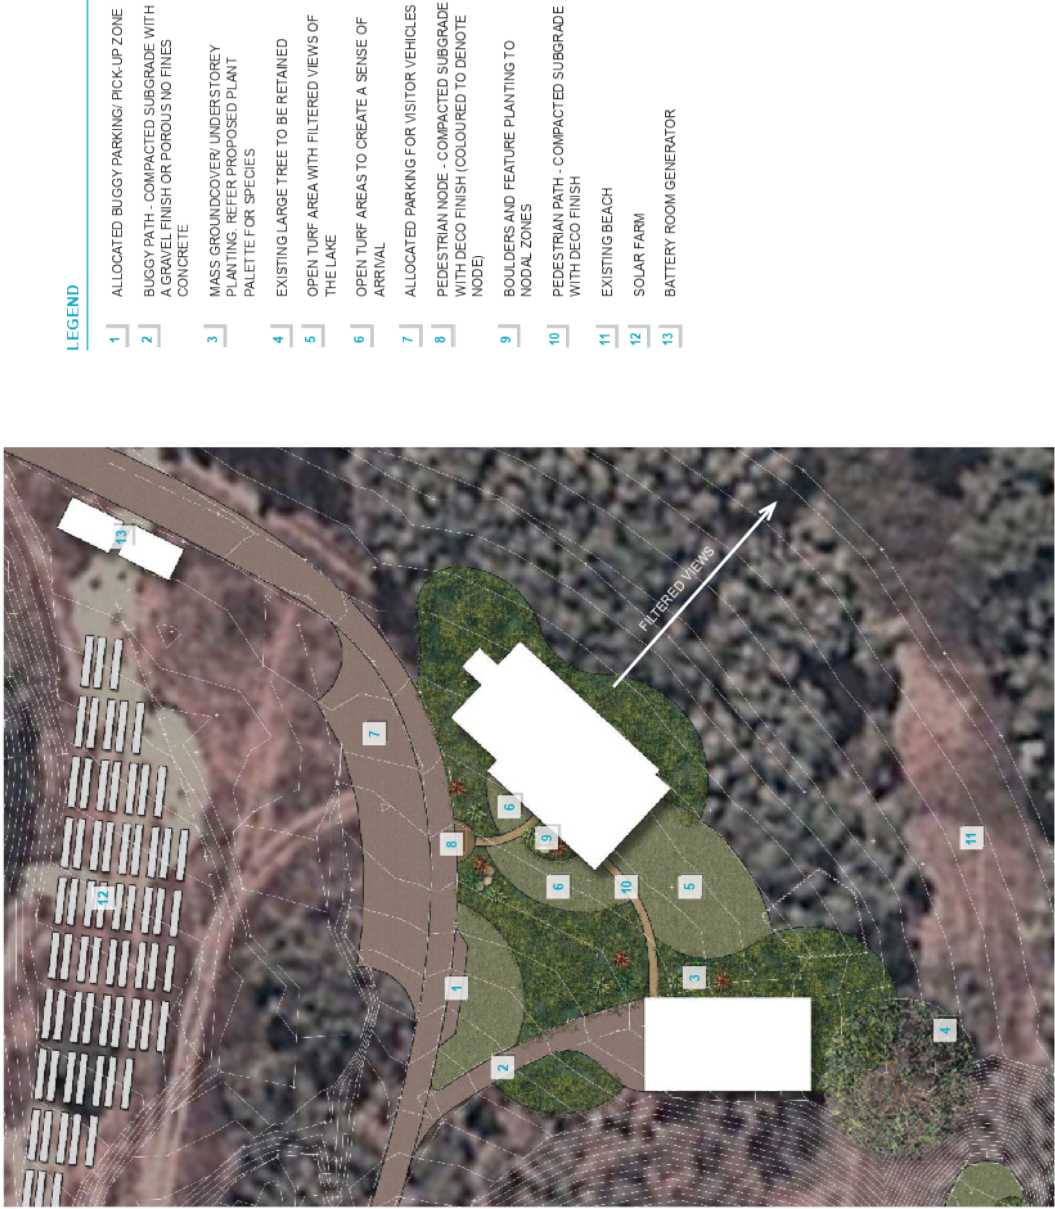 LEGEND
1 ALLOCATED BUGGY PARKING/ PICK-UP ZONE
2 BUGGY PATH - COMPACTED SUBGRADE WITH
A GRAVEL FINISH OR POROUS NO FINES
CONCRETE
3 MASS GROUNDCOVER/ UNDERSTOREY
PLANTING. REFER PROPOSED PLANT
PALETTE FOR SPECIES
4 EXISTING LARGE TREE TO BE RETAINED
5 OPEN TURF AREA WITH FILTERED VIEWS OF
THE LAKE
6 OPEN TURF AREAS TO CREATE A SENSE OF
ARRIVAL
7 ALLOCATED PARKING FOR VISITOR VEHICLES
8 PEDESTRIAN NODE - COMPACTED SUBGRADE
WITH DECO FINISH (COLOURED TO DENOTE
NODE)
9 BOULDERS AND FEATURE PLANTING TO
NODAL ZONES
10 PEDESTRIAN PATH - COMPACTED SUBGRADE
WITH DECO FINISH
11 EXISTING BEACH
12 SOLAR FARM
13 BATTERY ROOM GENERATOR
13
12
7
8
6
9
6
10
5
1
2
3
4
11
FILTERED VIEWS